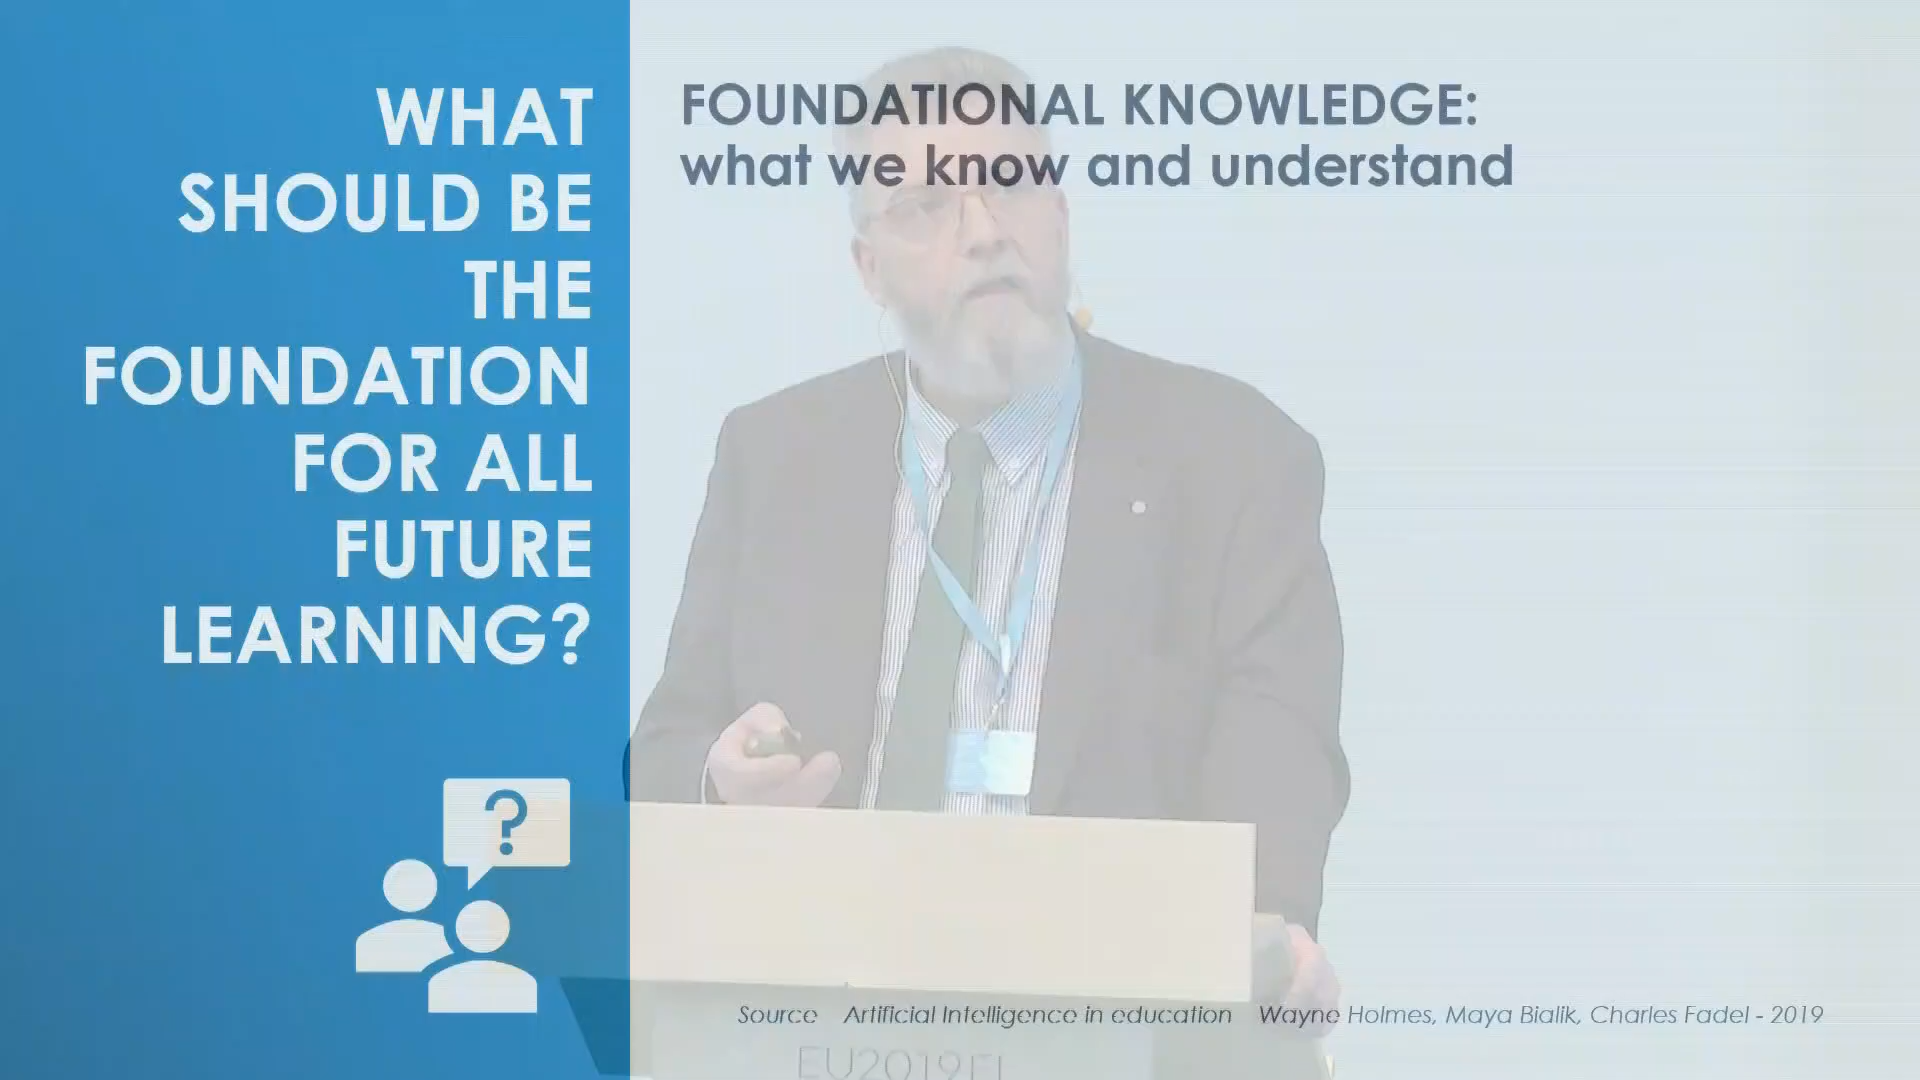 WHAT
SHOULD BE
THE
FOUNDATION
FOR ALL
FUTURE
LEARNING?
?
FOUNDATIONAL KNOWLEDGE:
what we know and understand
Source Artificial Intelligence in education Wayne Holmes, Maya Bialik, Charles Fadel - 2019
EU2019FI